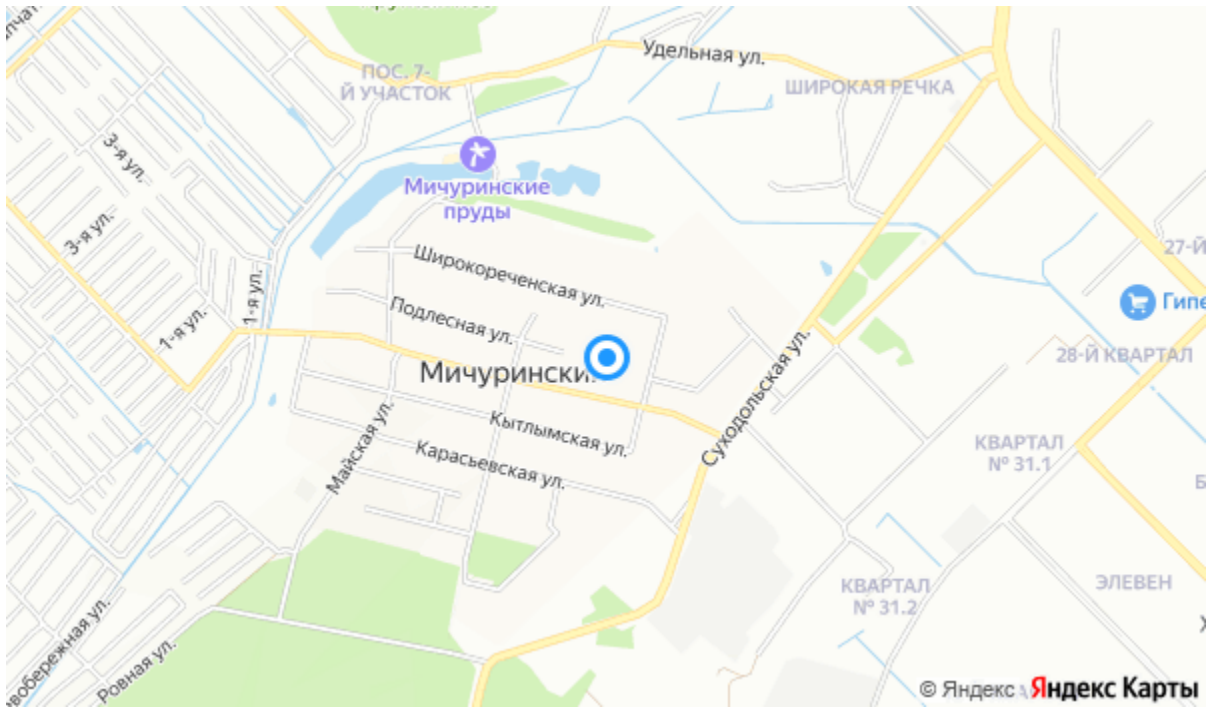 Удельная ул.
ПОС. 7-
Й УЧАСТОК
ШИРОКАЯ РЕЧКА
3-я ул.
Мичуринские
пруды
3-я ул.
27-Й
Широкореченская ул.
1-я ул.
Подлесная ул.
1-я ул.
Гипе
28-Й КВАРТАЛ
Мичурински
Суходольская ул.
Майская ул.
Кытлымская ул.
Карасьевская ул.
КВАРТАЛ
№ 31.1
Б
КВАРТАЛ
№ 31.2
ЭЛЕВЕН
Х
вобережная ул.
Ровная ул.
© Яндекс Яндекс Карты